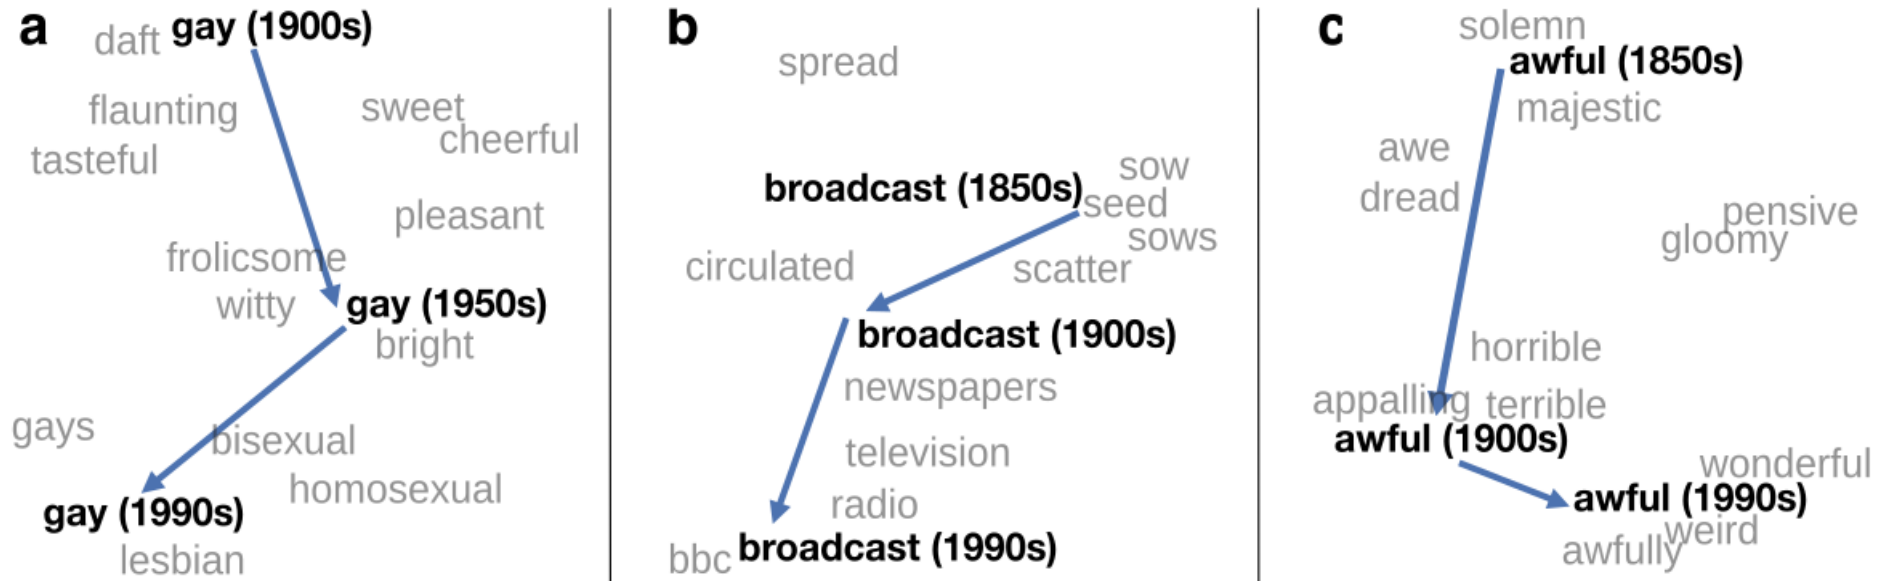 a
daft gay (1900s)
flaunting
sweet
cheerful
tasteful
pleasant
frolicsome
witty
gay (1950s)
bright
gays
bisexual
homosexual
gay (1990s)
lesbian
b
spread
sow
broadcast (1850s)
seed
sows
circulated
scatter
broadcast (1900s)
newspapers
television
radio
bbc broadcast (1990s)
c
solemn
awful (1850s)
majestic
awe
dread
pensive
gloomy
horrible
appalling terrible
awful (1900s)
wonderful
awful (1990s)
weird
awfully